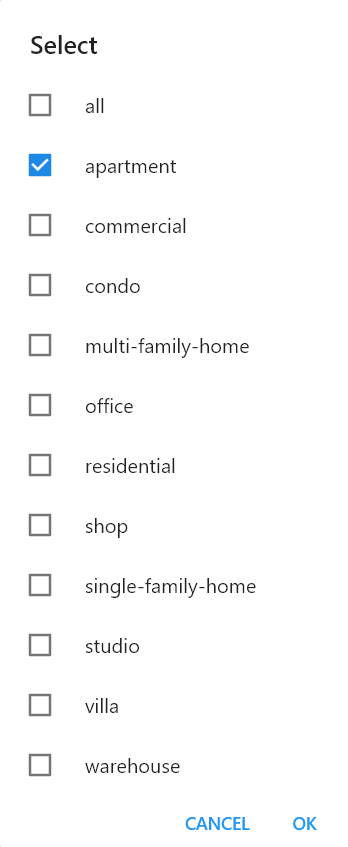 Select
all
apartment
commercial
condo
multi-family-home
office
residential
shop
single-family-home
studio
villa
warehouse
CANCEL OK